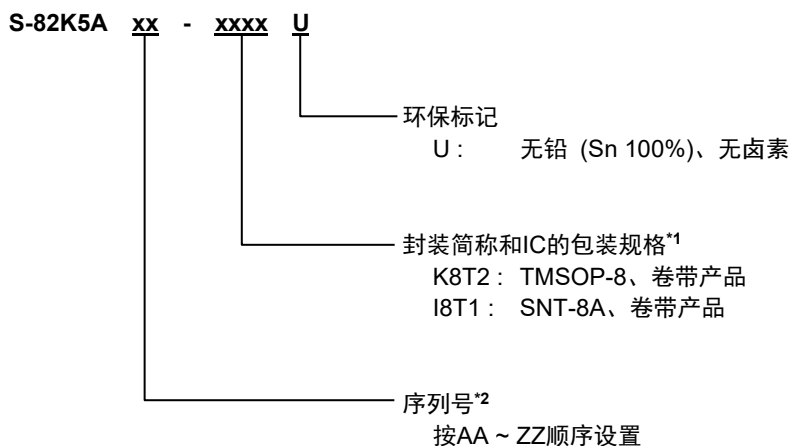 S-82K5A xx - xxxx U
环保标记
U : 无铅 (Sn 100%)、无卤素
封装简称和IC的包装规格*1
K8T2 : TMSOP-8、卷带产品
I8T1 : SNT-8A、卷带产品
序列号*2
按AA ~ ZZ顺序设置